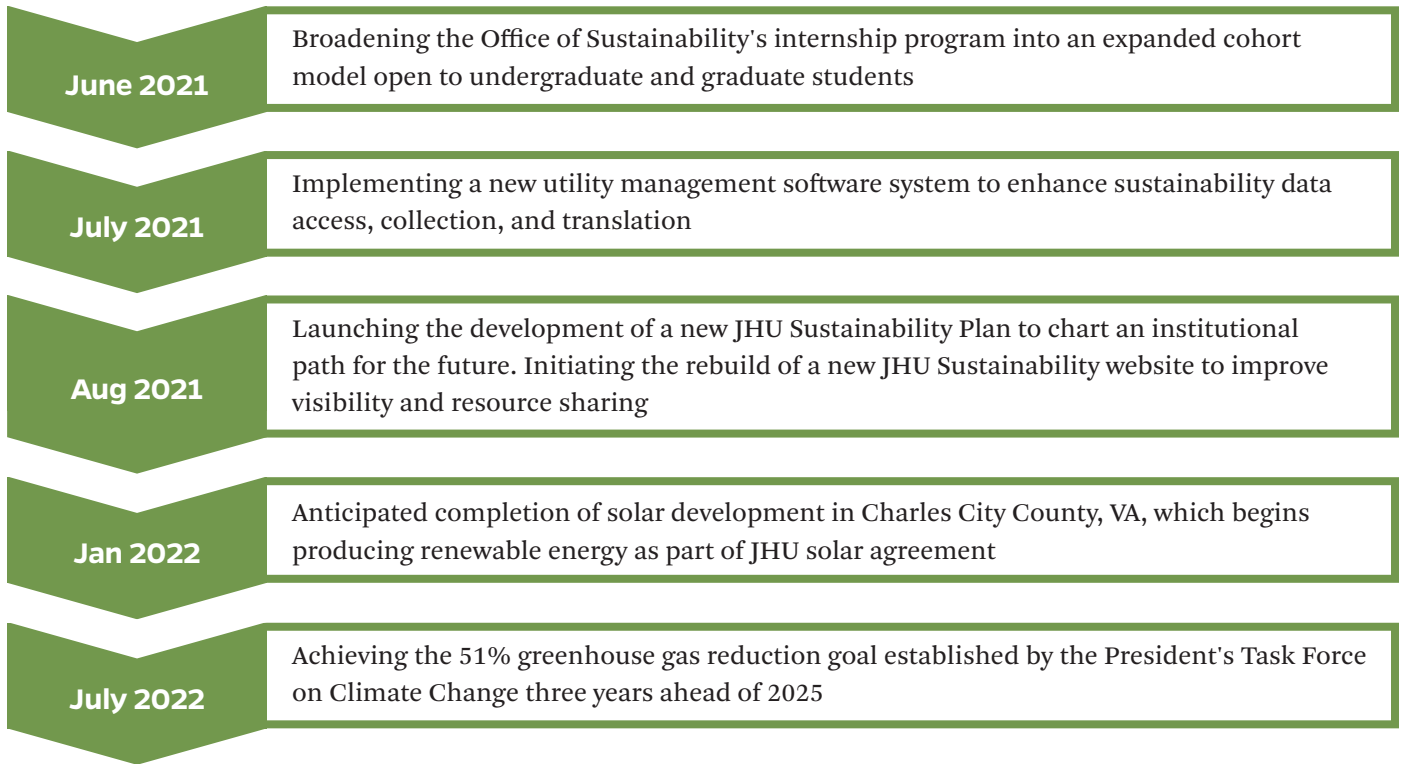 June 2021
Broadening the Office of Sustainability's internship program into an expanded cohort
model open to undergraduate and graduate students
July 2021
Implementing a new utility management software system to enhance sustainability data
access, collection, and translation
Aug 2021
Launching the development of a new JHU Sustainability Plan to chart an institutional
path for the future. Initiating the rebuild of a new JHU Sustainability website to improve
visibility and resource sharing
Jan 2022
Anticipated completion of solar development in Charles City County, VA, which begins
producing renewable energy as part of JHU solar agreement
July 2022
Achieving the 51% greenhouse gas reduction goal established by the President's Task Force
on Climate Change three years ahead of 2025